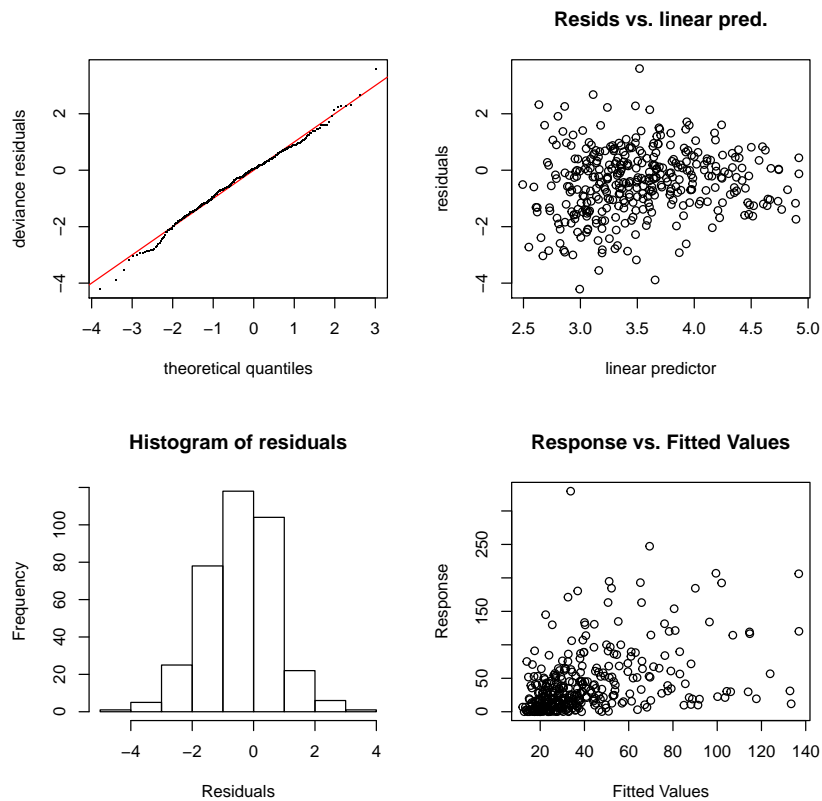 Resids vs. linear pred.
deviance residuals
−4 −2 0 2
−4 −3 −2 −1 0 1 2 3
theoretical quantiles
residuals
−4 −2 0 2
2.5 3.0 3.5 4.0 4.5 5.0
linear predictor
Histogram of residuals
Frequency
0 20 40 60 80 100
−4 −2 0 2 4
Residuals
Response vs. Fitted Values
Response
0 50 150 250
20 40 60 80 100 120 140
Fitted Values